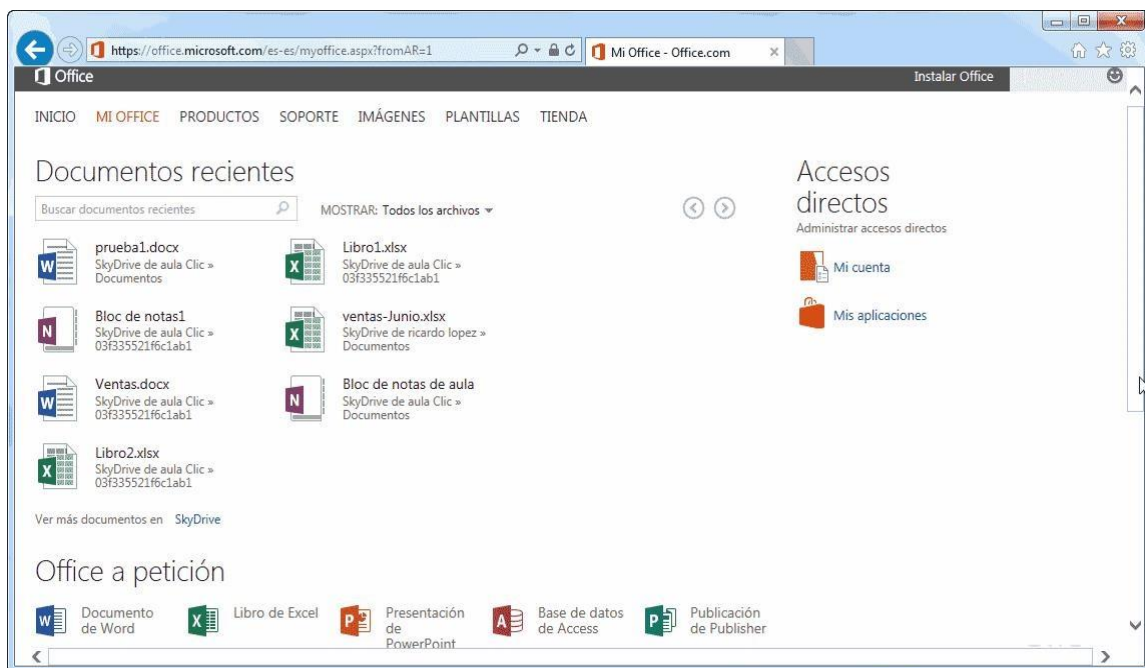 https://office.microsoft.com/es-es/myoffice.aspx?fromAR=1
Mi Office - Office.com
Office
Instalar Office
INICIO MI OFFICE PRODUCTOS SOPORTE IMÁGENES PLANTILLAS TIENDA
Documentos recientes
Buscar documentos recientes
MOSTRAR: Todos los archivos
prueba1.docx
SkyDrive de aula Clic »
Documentos
Libro1.xlsx
SkyDrive de aula Clic »
03f335521f6c1ab1
Bloc de notas1
SkyDrive de aula Clic »
03f335521f6c1ab1
ventas-Junio.xlsx
SkyDrive de ricardo lopez »
Documentos
Ventas.docx
SkyDrive de aula Clic »
03f335521f6c1ab1
Bloc de notas de aula
SkyDrive de aula Clic »
Documentos
Libro2.xlsx
SkyDrive de aula Clic »
03f335521f6c1ab1
Ver más documentos en SkyDrive
Accesos
directos
Administrar accesos directos
Mi cuenta
Mis aplicaciones
Office a petición
Documento
de Word
Libro de Excel
Presentación
de
PowerPoint
Base de datos
de Access
Publicación
de Publisher